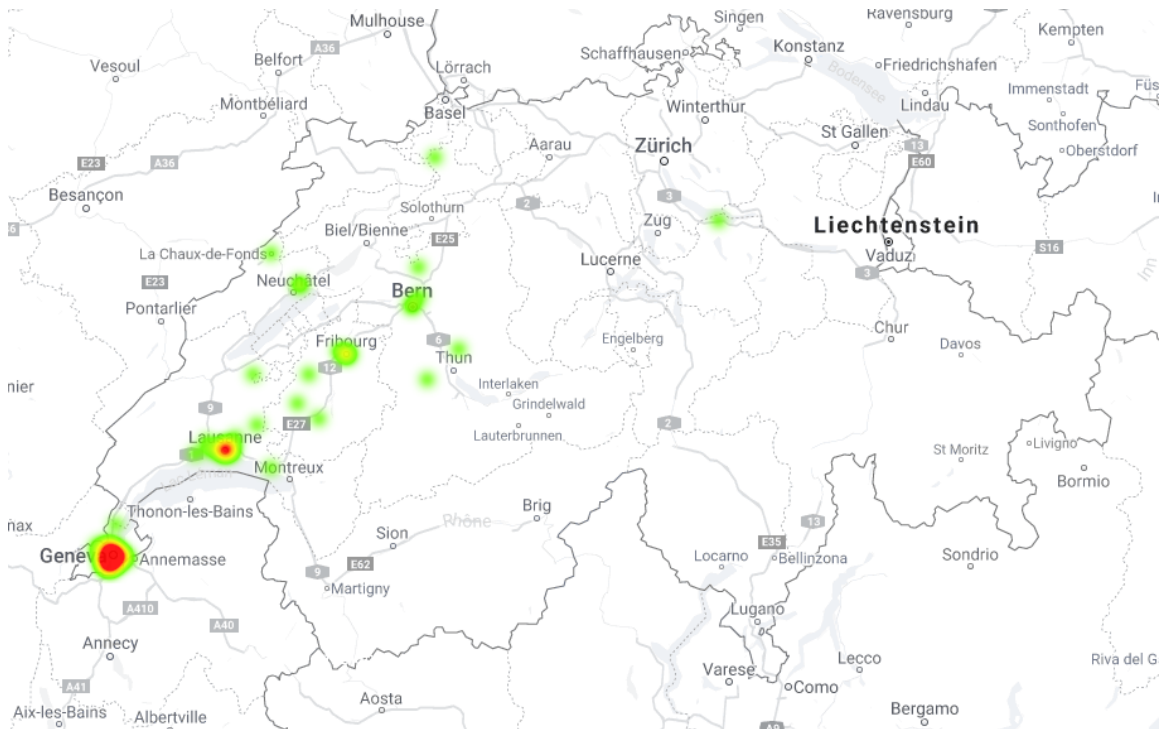 Mulhouse
Singen
Ravensburg
Kempten
A36
Schaffhausen
Konstanz
Vesoul
Belfort
Lörrach
Friedrichshafen
Bodensee
Immenstadt
Montbéliard
Basel
Winterthur
Lindau
Sonthofen
St Gallen
13
Aarau
Zürich
Oberstdorf
E23
A36
E60
Besançon
3
2
Solothurn
Zug
Liechtenstein
Biel/Bienne
E25
S16
La Chaux-de-Fonds
Vaduz
Inn
Lucerne
3
E23
Neuchâtel
Bern
Pontarlier
Chur
Fribourg
6
Engelberg
Davos
12
Thun
Interlaken
9
Grindelwald
E27
2
Lausanne
Lauterbrunnen
Livigno
1
St Moritz
Montreux
Bormio
Thonon-les-Bains
Brig
Rhône
13
Sion
E35
Annemasse
Locarno
Bellinzona
Sondrio
E62
9
Martigny
A410
Lugano
A40
Annecy
Lecco
Varese
A41
Como
Aosta
Aix-les-Bains
Albertville
Bergamo